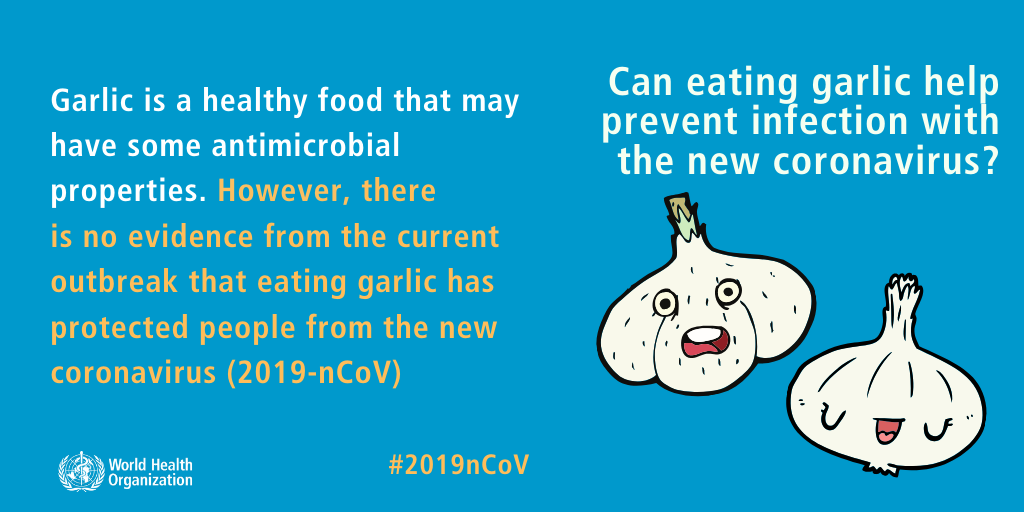 Can eating garlic help
prevent infection with
the new coronavirus?
Garlic is a healthy food that may
have some antimicrobial
properties. However, there
is no evidence from the current
outbreak that eating garlic has
protected people from the new
coronavirus (2019-nCoV)
World Health
Organization
#2019nCoV